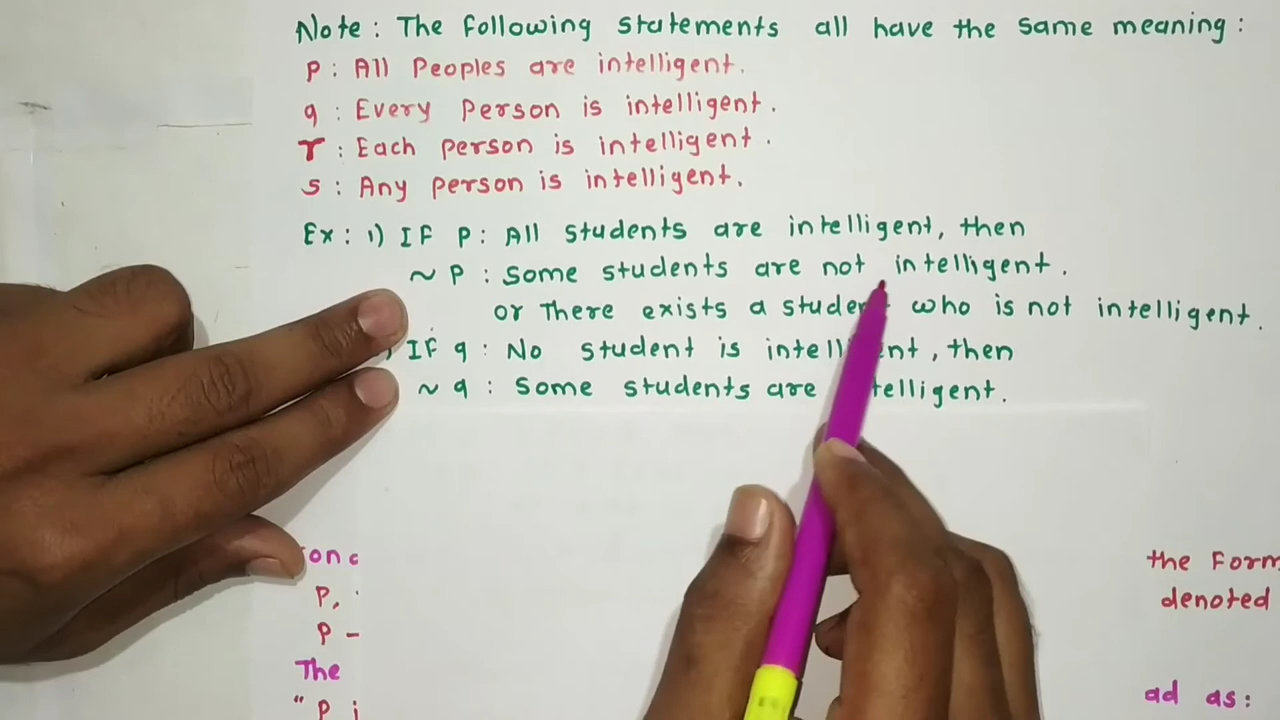 Note: The Following statements all have the same meaning:
P: All Peoples are intelligent.
q: Every Person is intelligent.
r: Each person is intelligent.
s: Any person is intelligent.
Ex: 1) IF P: All students are intelligent, then
~ P: Some students are not intelligent.
or There exists a student who is not intelligent.
) If q: No student is intelligent, then
~ q: Some students are intelligent.
the Form
P, denoted
P -
The
" P i ad as: